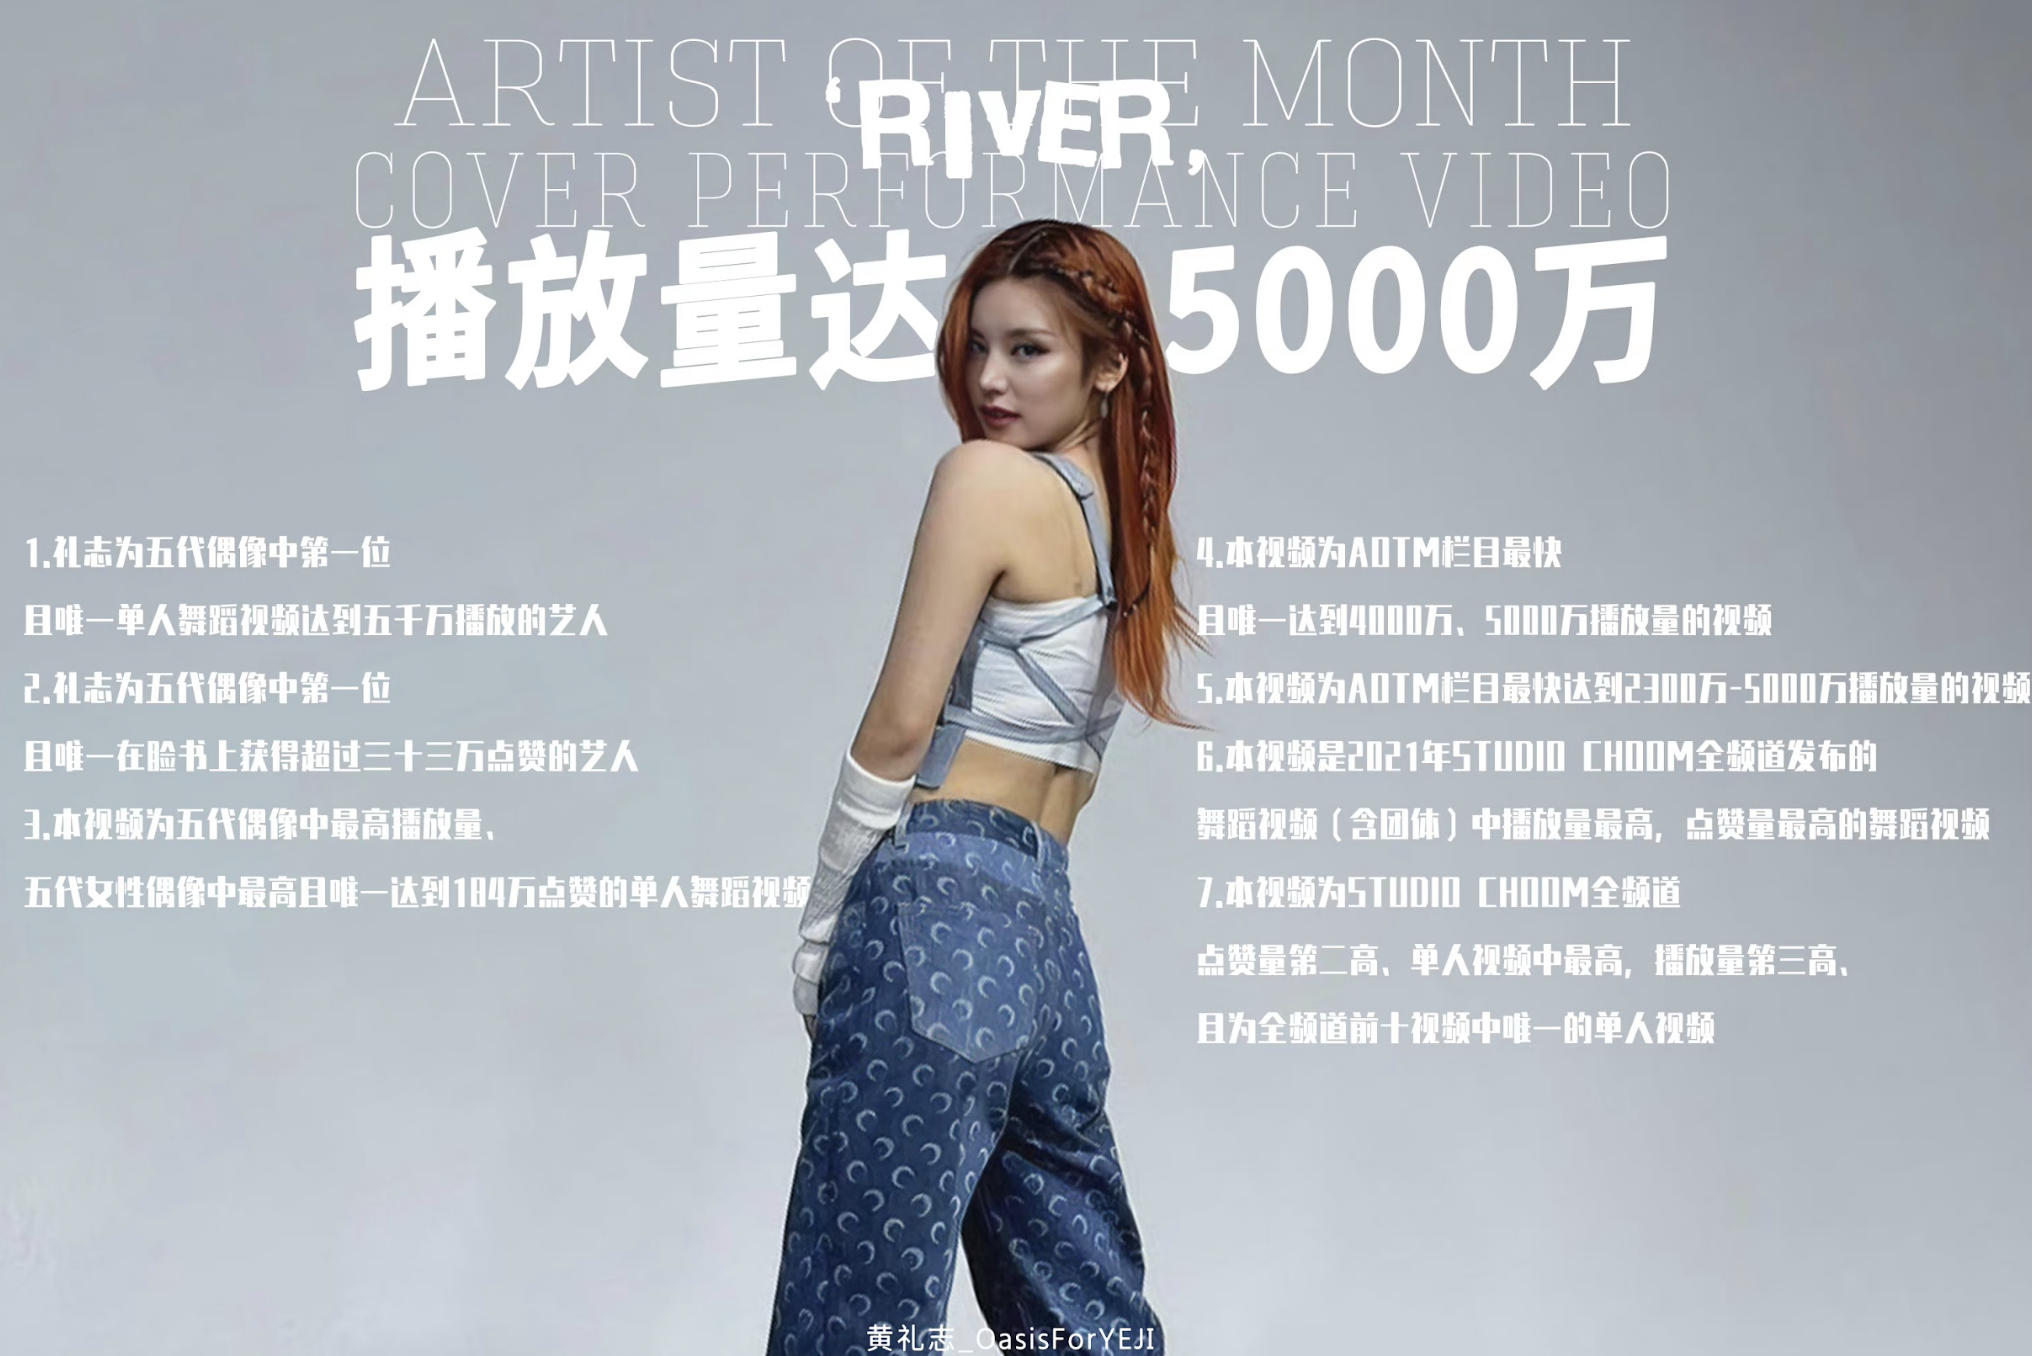 ARTIST OF THE MONTH
'RIVER,
COVER PERFORMANCE VIDEO
播放量达 5000万
1.礼志为五代偶像中第一位
且唯一单人舞蹈视频达到五千万播放的艺人
2.礼志为五代偶像中第一位
且唯一在脸书上获得超过三十三万点赞的艺人
3.本视频为五代偶像中最高播放量、
五代女性偶像中最高且唯一达到184万点赞的单人舞蹈视频
4.本视频为AOTM栏目最快
且唯一达到4000万、5000万播放量的视频
5.本视频为AOTM栏目最快达到2300万-5000万播放量的视频
6.本视频是2021年STUDIO CHOOM全频道发布的
舞蹈视频（含团体）中播放量最高，点赞量最高的舞蹈视频
7.本视频为STUDIO CHOOM全频道
点赞量第二高、单人视频中最高，播放量第三高、
且为全频道前十视频中唯一的单人视频
黄礼志_OasisForYEJI